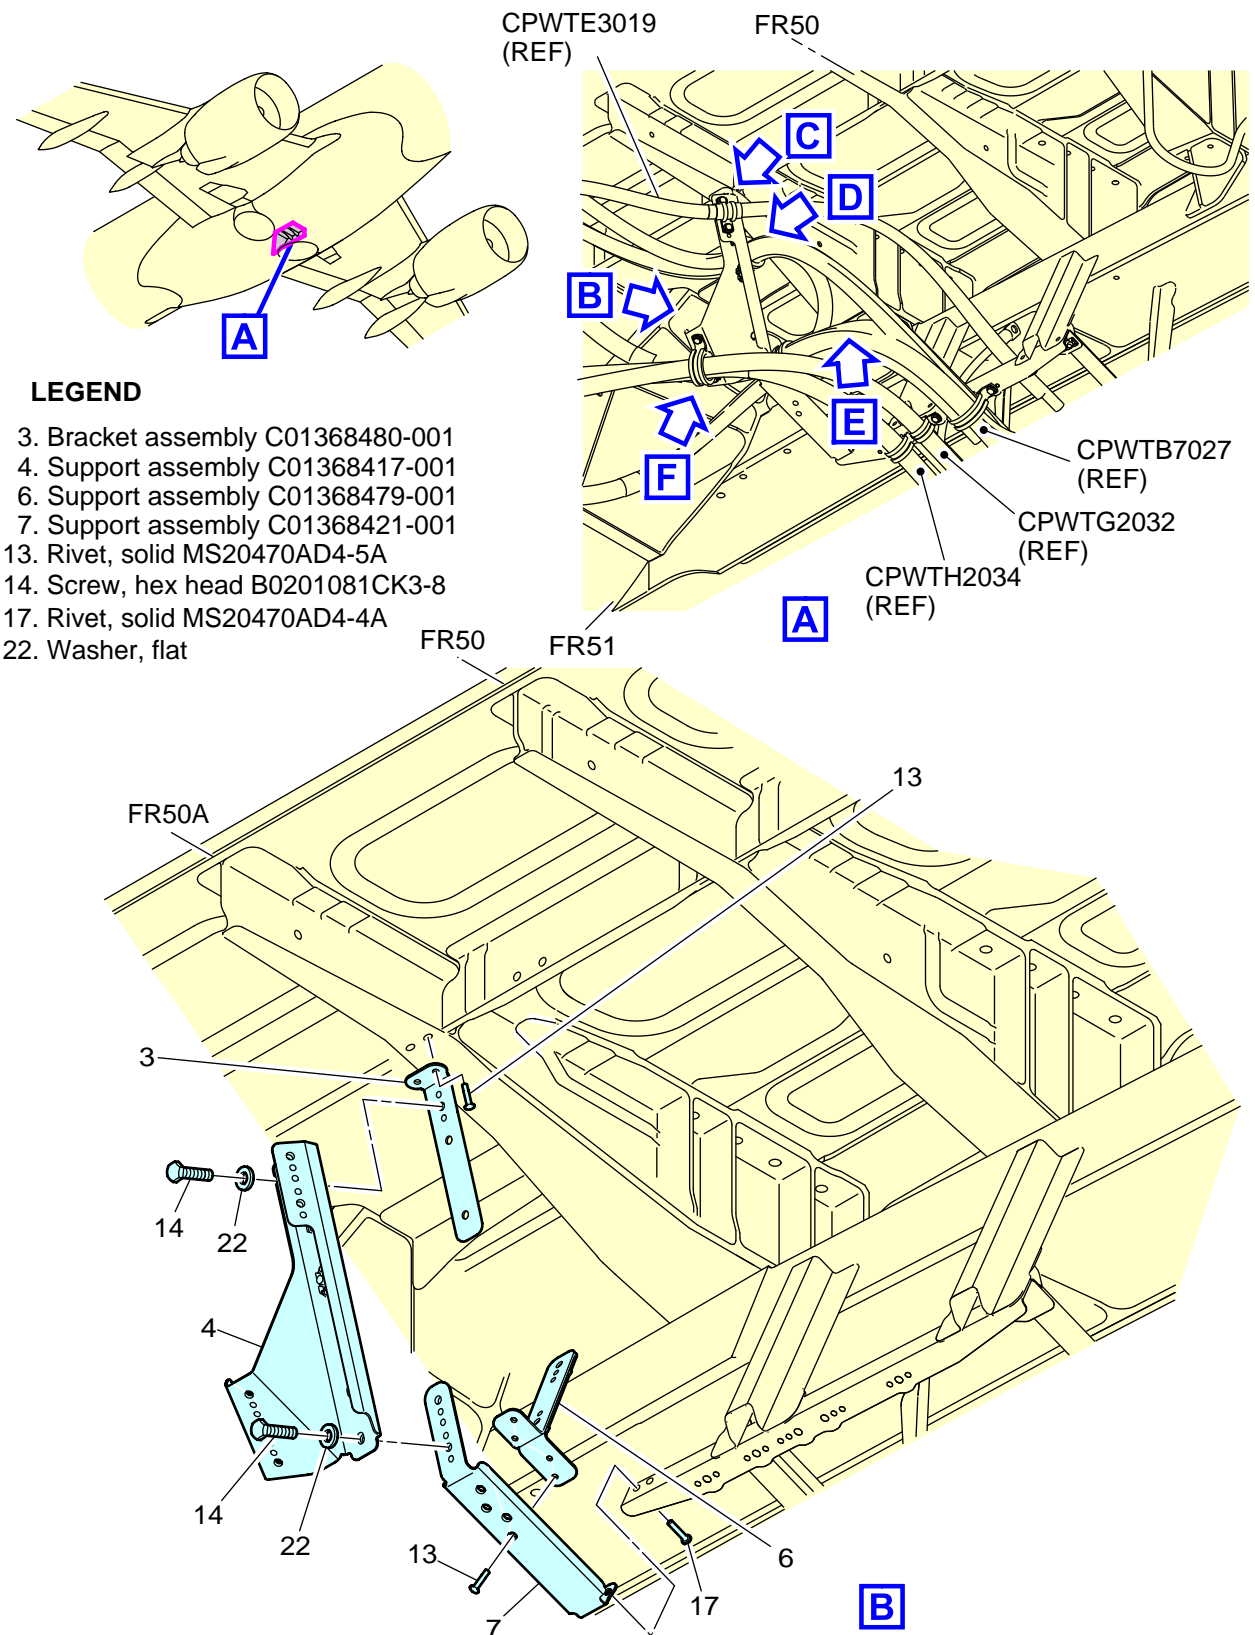 CPWTE3019
(REF)
FR50
C
D
B
E
F
A
CPWTB7027
(REF)
CPWTG2032
(REF)
CPWTH2034
(REF)
A
FR51
LEGEND
3. Bracket assembly C01368480-001
4. Support assembly C01368417-001
6. Support assembly C01368479-001
7. Support assembly C01368421-001
13. Rivet, solid MS20470AD4-5A
14. Screw, hex head B0201081CK3-8
17. Rivet, solid MS20470AD4-4A
22. Washer, flat
FR50
FR50A
13
3
14
22
4
14
22
13
7
17
6
B